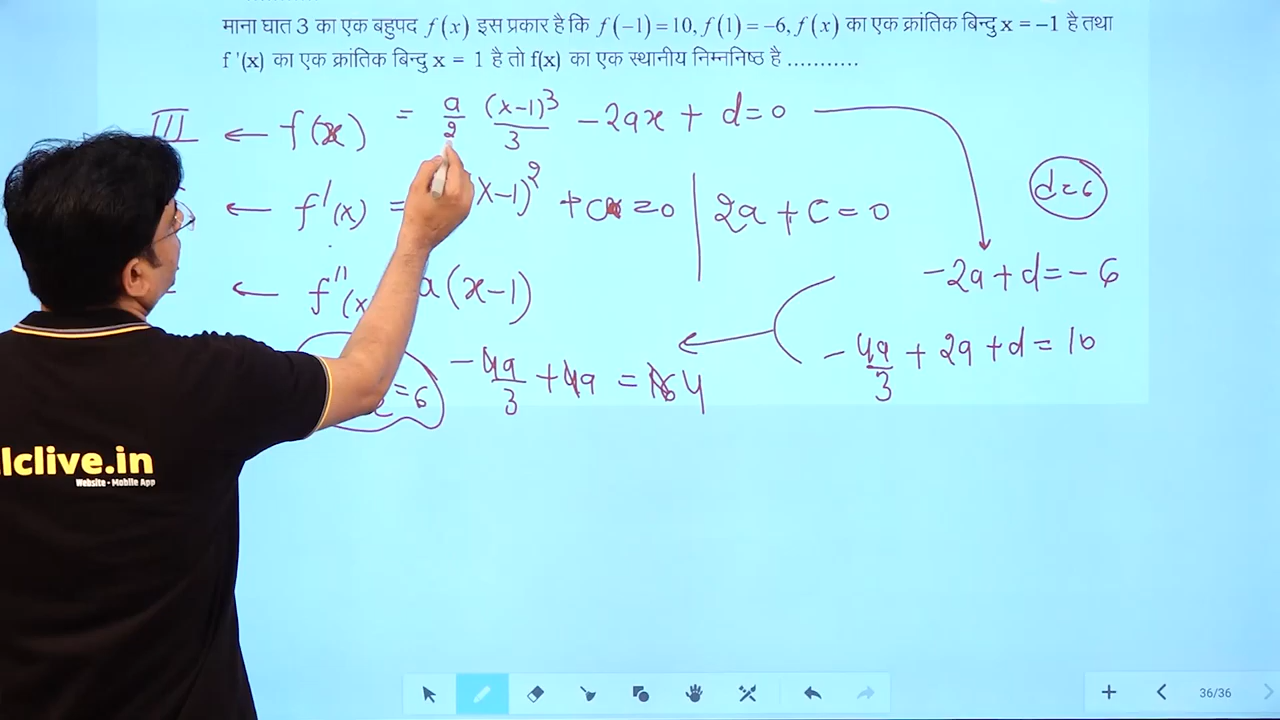 माना घात 3 का एक बहुपद f(x) इस प्रकार है कि f(−1)=10, f(1)=−6, f(x) का एक क्रांतिक बिन्दु x = −1 है तथा
f '(x) का एक क्रांतिक बिन्दु x = 1 है तो f(x) का एक स्थानीय निम्ननिष्ठ है ...........
III ← f(x) = a/2 (x−1)³/3 − 2ax + d=0
← f'(x) = x−1)² + c =0 | 2a + c = 0
d=6
−2a+d=−6
← f''(x a(x−1)
−4a/3 + 2a + d = 10
=6 −4a/3 + 4a = 16 4
lclive.in
Website - Mobile App
36/36